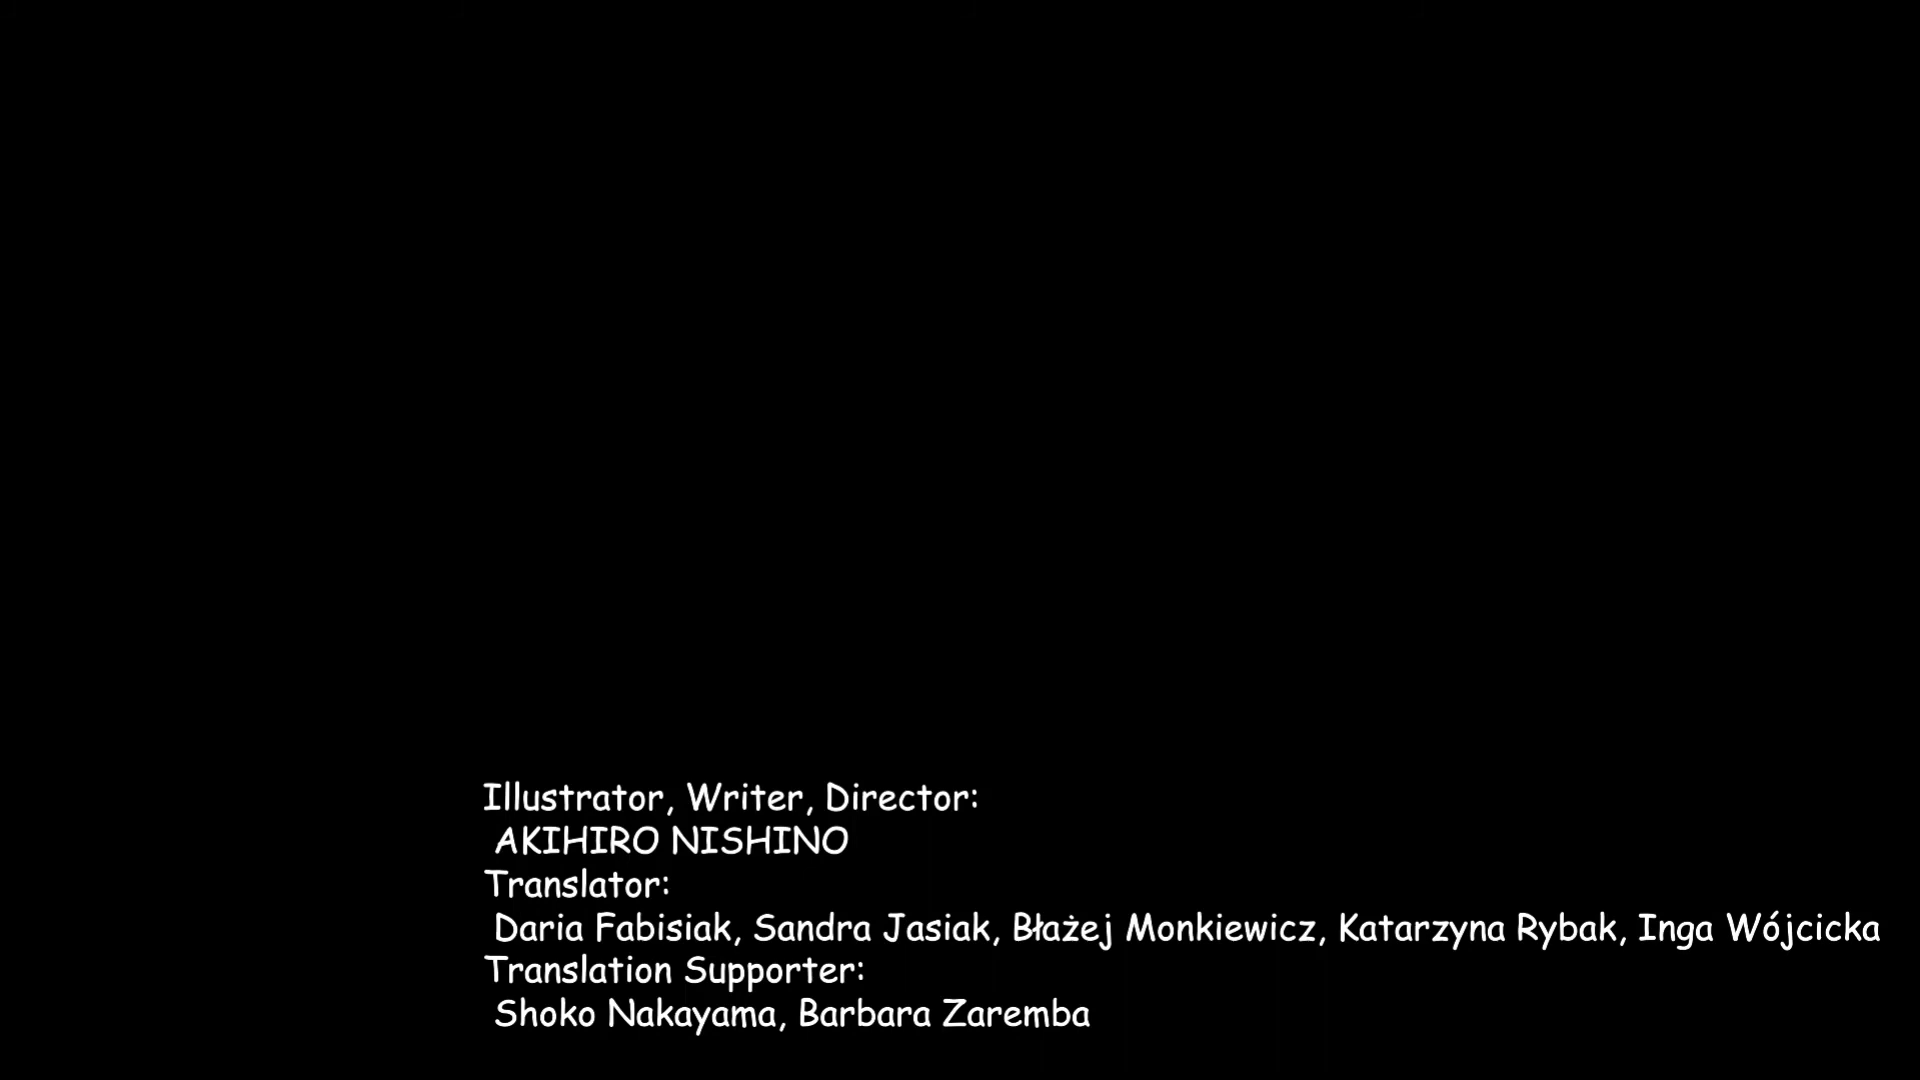 Illustrator, Writer, Director:
AKIHIRO NISHINO
Translator:
Daria Fabisiak, Sandra Jasiak, Błażej Monkiewicz, Katarzyna Rybak, Inga Wójcicka
Translation Supporter:
Shoko Nakayama, Barbara Zaremba